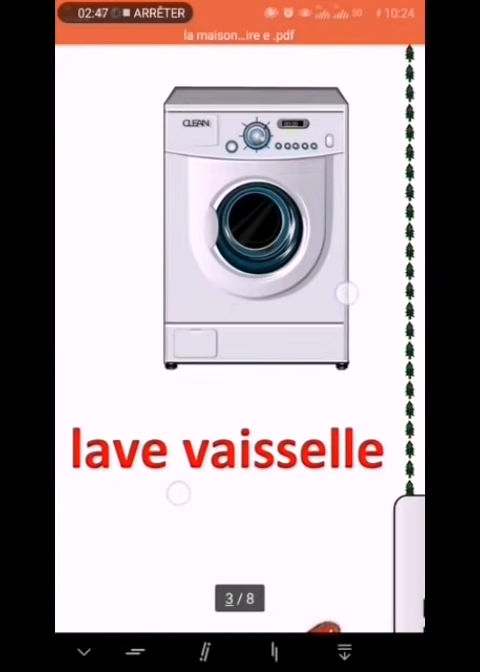 02:47 ARRÊTER
10:24
la maison...ire e .pdf
CLEAN
lave vaisselle
3 / 8